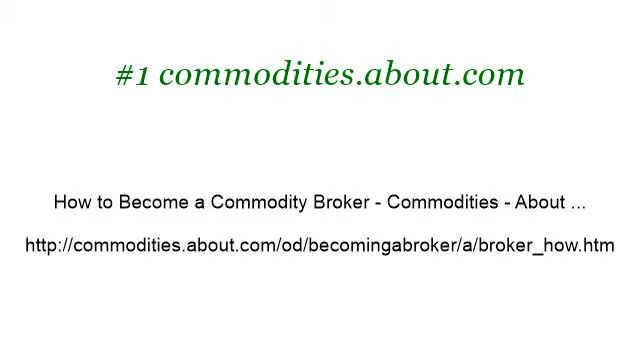 #1 commodities.about.com
How to Become a Commodity Broker - Commodities - About ...
http://commodities.about.com/od/becomingabroker/a/broker_how.htm